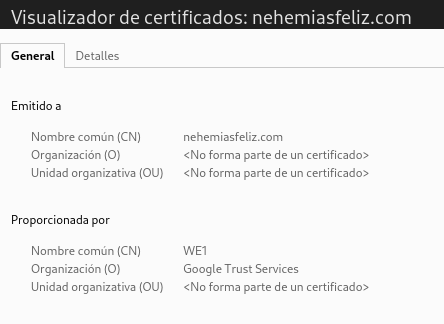 Visualizador de certificados: nehemiasfeliz.com
General Detalles
Emitido a
Nombre común (CN) nehemiasfeliz.com
Organización (O) <No forma parte de un certificado>
Unidad organizativa (OU) <No forma parte de un certificado>
Proporcionada por
Nombre común (CN) WE1
Organización (O) Google Trust Services
Unidad organizativa (OU) <No forma parte de un certificado>